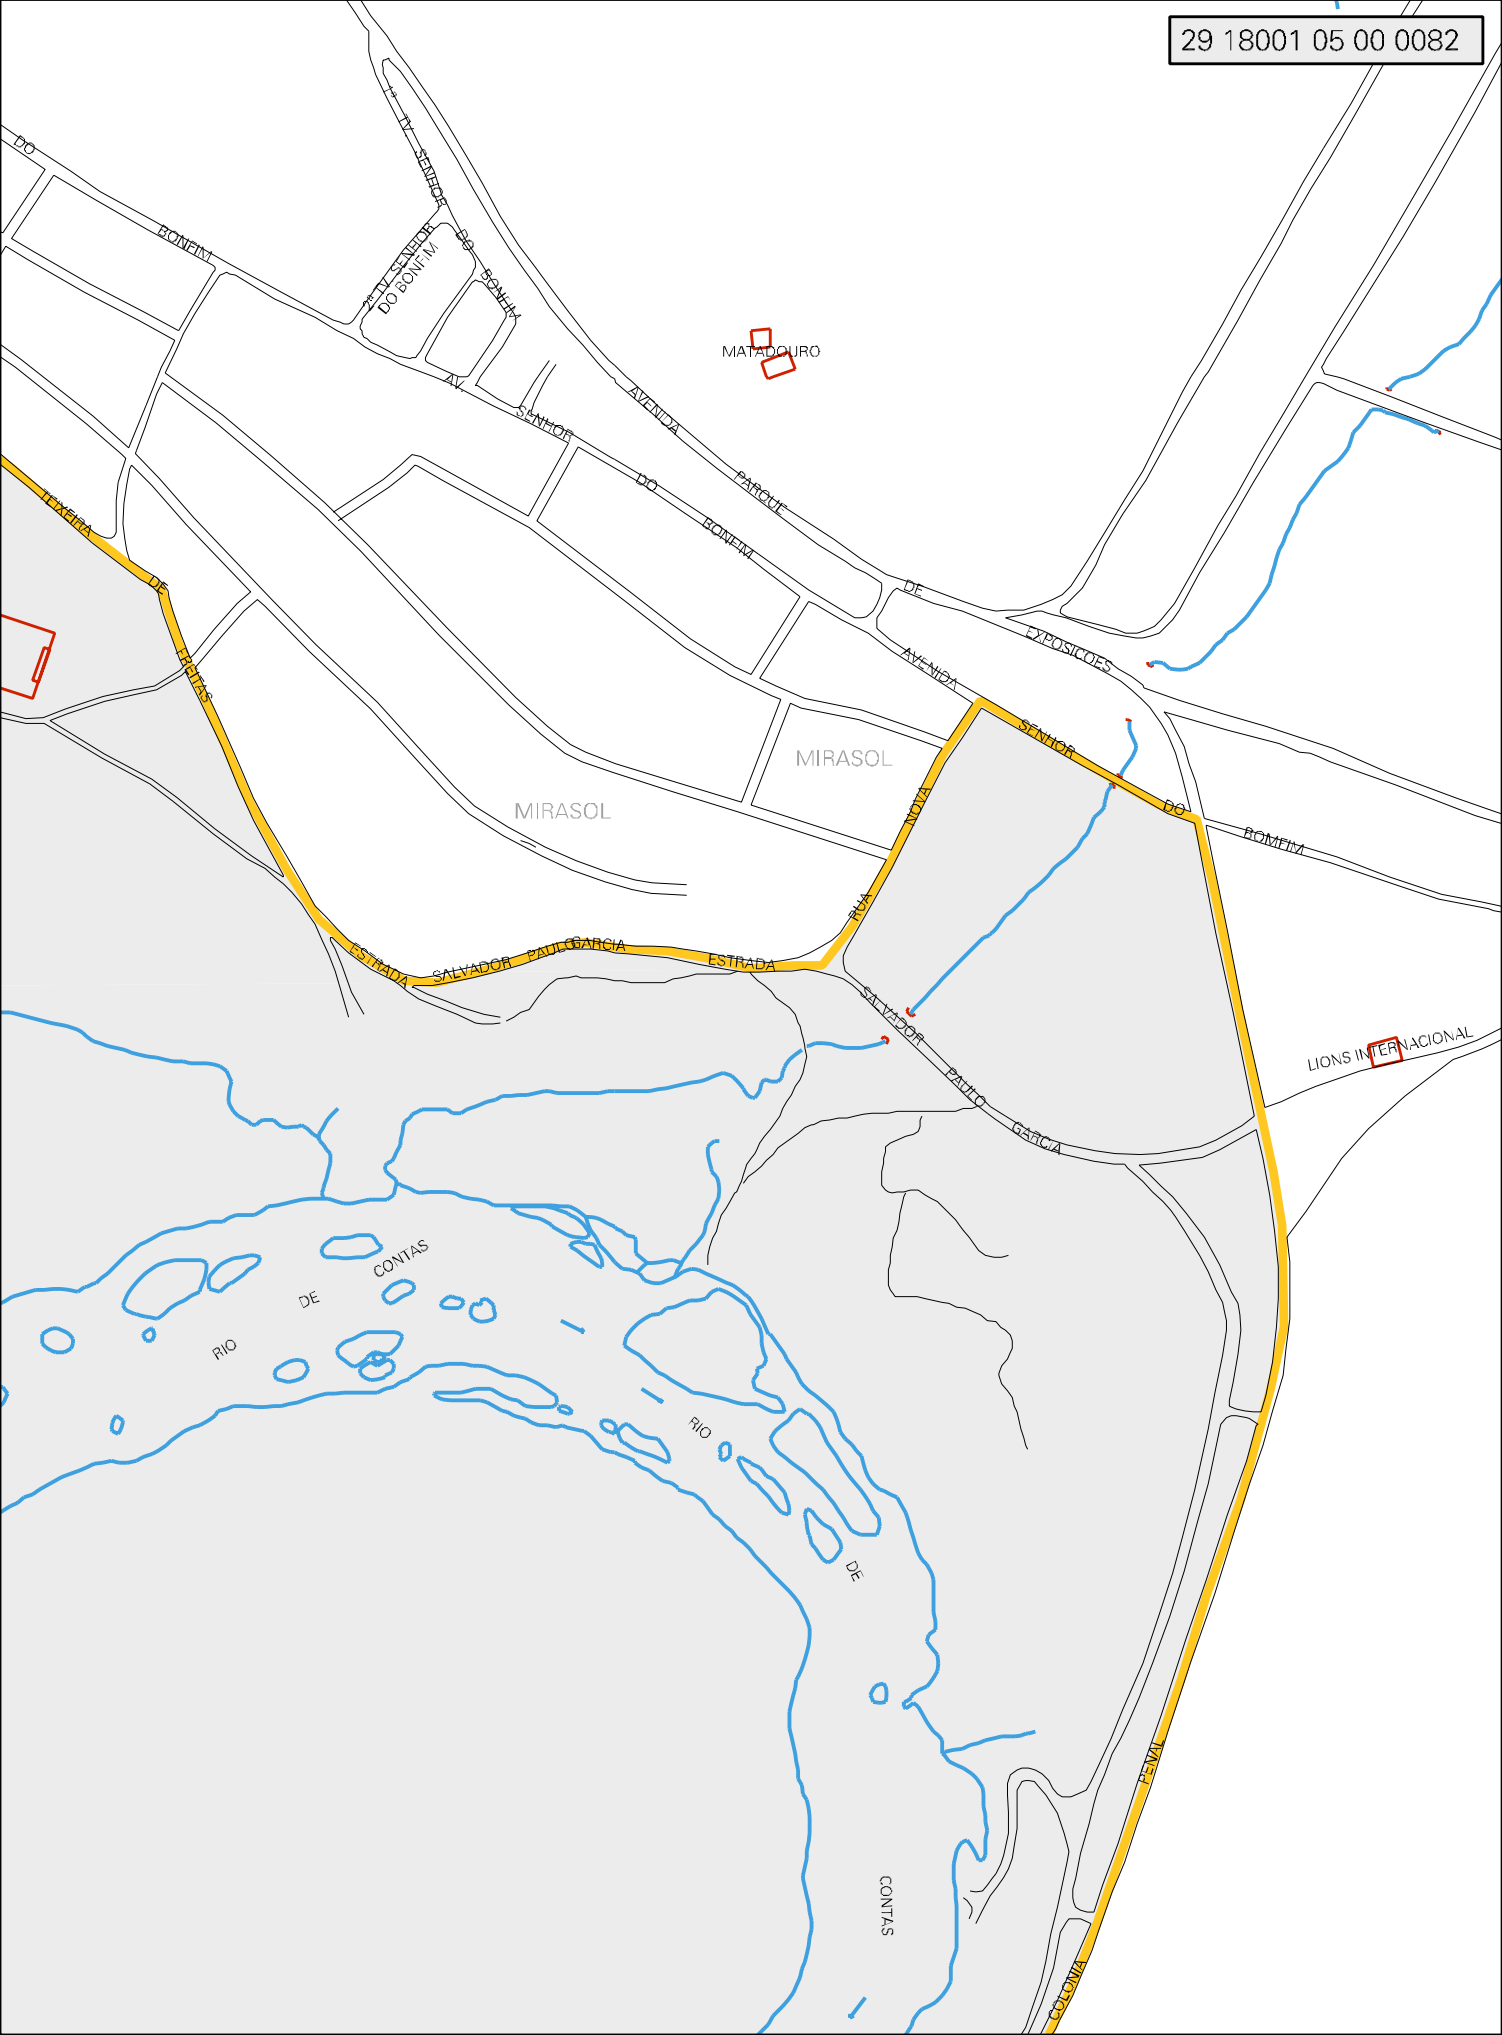 29 18001 05 00 0082
DO
BONFIM
1ª TV. SENHOR DO BONFIM
2ª TV. SENHOR
DO BONFIM
MATADOURO
AV. SENHOR DO BONFIM
AVENIDA PARQUE DE EXPOSICOES
TEIXEIRA DE FREITAS
AVENIDA SENHOR DO BOMFIM
MIRASOL
MIRASOL
RUA NOVA
ESTRADA SALVADOR PAULO GARCIA
ESTRADA SALVADOR PAULO GARCIA
LIONS INTERNACIONAL
RIO DE CONTAS
RIO DE CONTAS
COLONIA PENAL